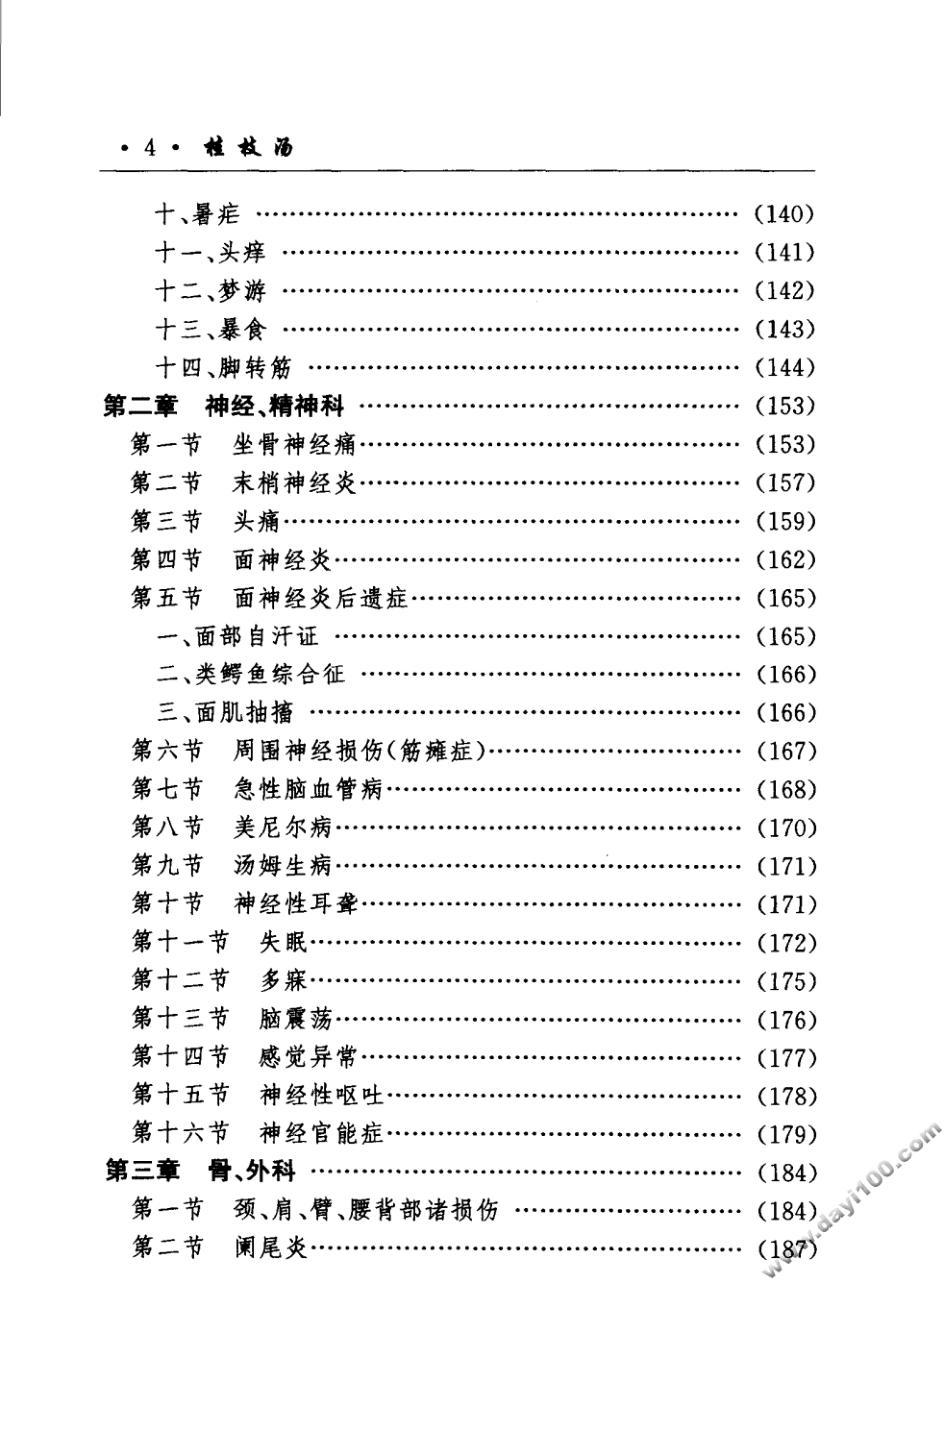 ·4· 桂枝汤
十、暑疟 ………… (140)
十一、头痒 ………… (141)
十二、梦游 ………… (142)
十三、暴食 ………… (143)
十四、脚转筋 ………… (144)
第二章 神经、精神科 ………… (153)
第一节 坐骨神经痛………… (153)
第二节 末梢神经炎………… (157)
第三节 头痛………… (159)
第四节 面神经炎………… (162)
第五节 面神经炎后遗症………… (165)
一、面部自汗证 ………… (165)
二、类鳄鱼综合征 ………… (166)
三、面肌抽搐 ………… (166)
第六节 周围神经损伤(筋瘫症)………… (167)
第七节 急性脑血管病………… (168)
第八节 美尼尔病………… (170)
第九节 汤姆生病………… (171)
第十节 神经性耳聋………… (171)
第十一节 失眠………… (172)
第十二节 多寐………… (175)
第十三节 脑震荡………… (176)
第十四节 感觉异常………… (177)
第十五节 神经性呕吐………… (178)
第十六节 神经官能症………… (179)
第三章 骨、外科 ………… (184)
第一节 颈、肩、臂、腰背部诸损伤 ………… (184)
第二节 阑尾炎………… (187)
www.dayi100.com